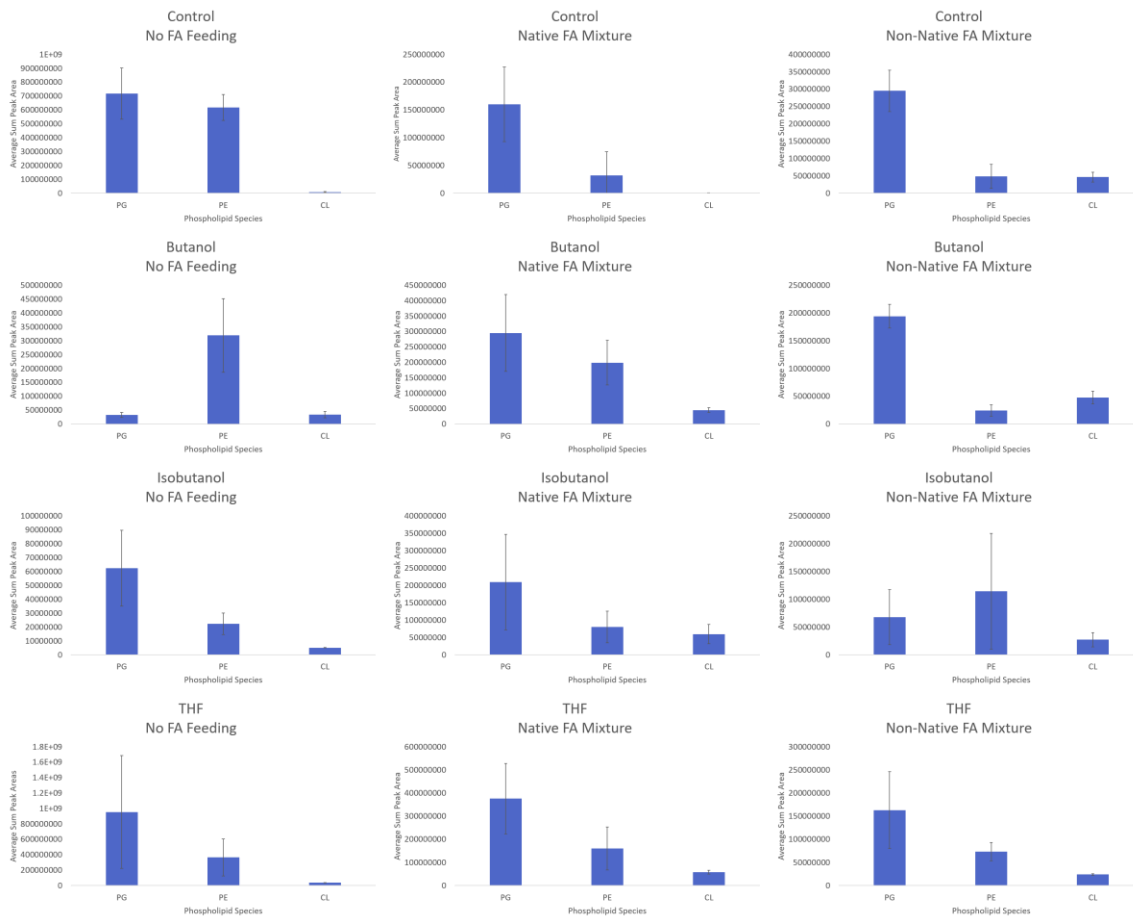 Control
No FA Feeding
Average Sum Peak Area
1E+09
900000000
800000000
700000000
600000000
500000000
400000000
300000000
200000000
100000000
0
PG PE CL
Phospholipid Species
Control
Native FA Mixture
Average Sum Peak Area
250000000
200000000
150000000
100000000
50000000
0
PG PE CL
Phospholipid Species
Control
Non-Native FA Mixture
Average Sum Peak Area
400000000
350000000
300000000
250000000
200000000
150000000
100000000
50000000
0
PG PE CL
Phospholipid Species
Butanol
No FA Feeding
Average Sum Peak Area
500000000
450000000
400000000
350000000
300000000
250000000
200000000
150000000
100000000
50000000
0
PG PE CL
Phospholipid Species
Butanol
Native FA Mixture
Average Sum Peak Area
450000000
400000000
350000000
300000000
250000000
200000000
150000000
100000000
50000000
0
PG PE CL
Phospholipid Species
Butanol
Non-Native FA Mixture
Average Sum Peak Area
250000000
200000000
150000000
100000000
50000000
0
PG PE CL
Phospholipid Species
Isobutanol
No FA Feeding
Average Sum Peak Area
100000000
90000000
80000000
70000000
60000000
50000000
40000000
30000000
20000000
10000000
0
PG PE CL
Phospholipid Species
Isobutanol
Native FA Mixture
Average Sum Peak Area
400000000
350000000
300000000
250000000
200000000
150000000
100000000
50000000
0
PG PE CL
Phospholipid Species
Isobutanol
Non-Native FA Mixture
Average Sum Peak Area
250000000
200000000
150000000
100000000
50000000
0
PG PE CL
Phospholipid Species
THF
No FA Feeding
Average Sum Peak Areas
1.8E+09
1.6E+09
1.4E+09
1.2E+09
1E+09
800000000
600000000
400000000
200000000
0
PG PE CL
Phospholipid Species
THF
Native FA Mixture
Average Sum Peak Area
600000000
500000000
400000000
300000000
200000000
100000000
0
PG PE CL
Phospholipid Species
THF
Non-Native FA Mixture
Average Sum Peak Area
300000000
250000000
200000000
150000000
100000000
50000000
0
PG PE CL
Phospholipid Species